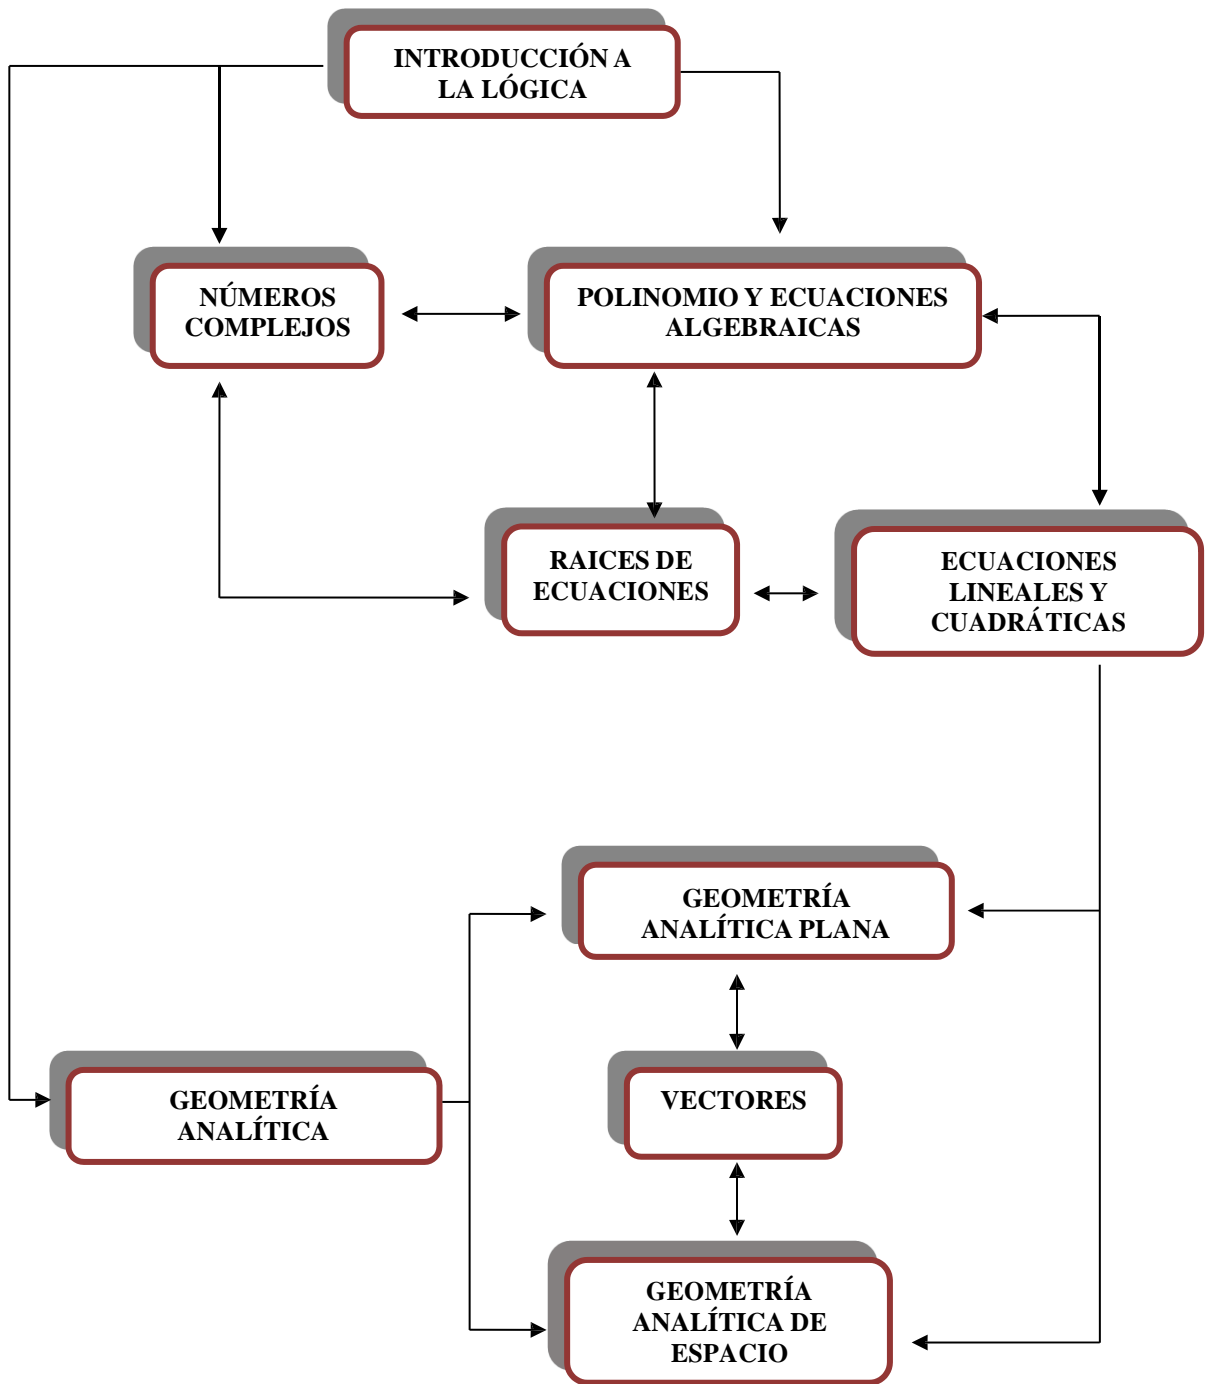 INTRODUCCIÓN A
LA LÓGICA
NÚMEROS
COMPLEJOS
POLINOMIO Y ECUACIONES
ALGEBRAICAS
RAICES DE
ECUACIONES
ECUACIONES
LINEALES Y
CUADRÁTICAS
GEOMETRÍA
ANALÍTICA PLANA
GEOMETRÍA
ANALÍTICA
VECTORES
GEOMETRÍA
ANALÍTICA DE
ESPACIO